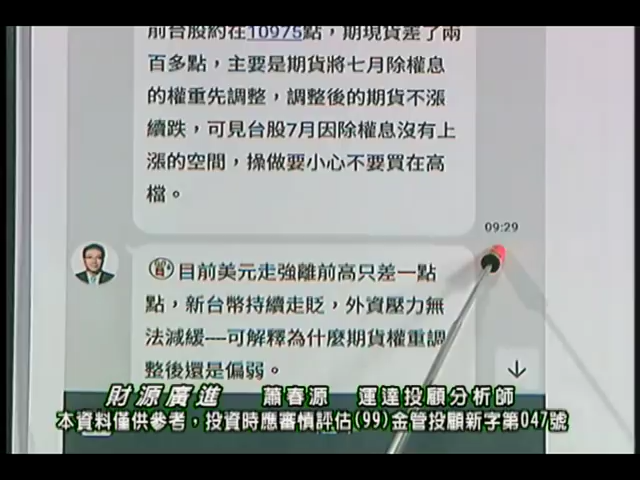 前台股約在10975點，期現貨差了兩
百多點，主要是期貨將七月除權息
的權重先調整，調整後的期貨不漲
續跌，可見台股7月因除權息沒有上
漲的空間，操做要小心不要買在高
檔。
09:29
目前美元走強離前高只差一點
點，新台幣持續走貶，外資壓力無
法減緩----可解釋為什麼期貨權重調
整後還是偏弱。
財源廣進 蕭春源 運達投顧分析師
本資料僅供參考，投資時應審慎評估(99)金管投顧新字第047號